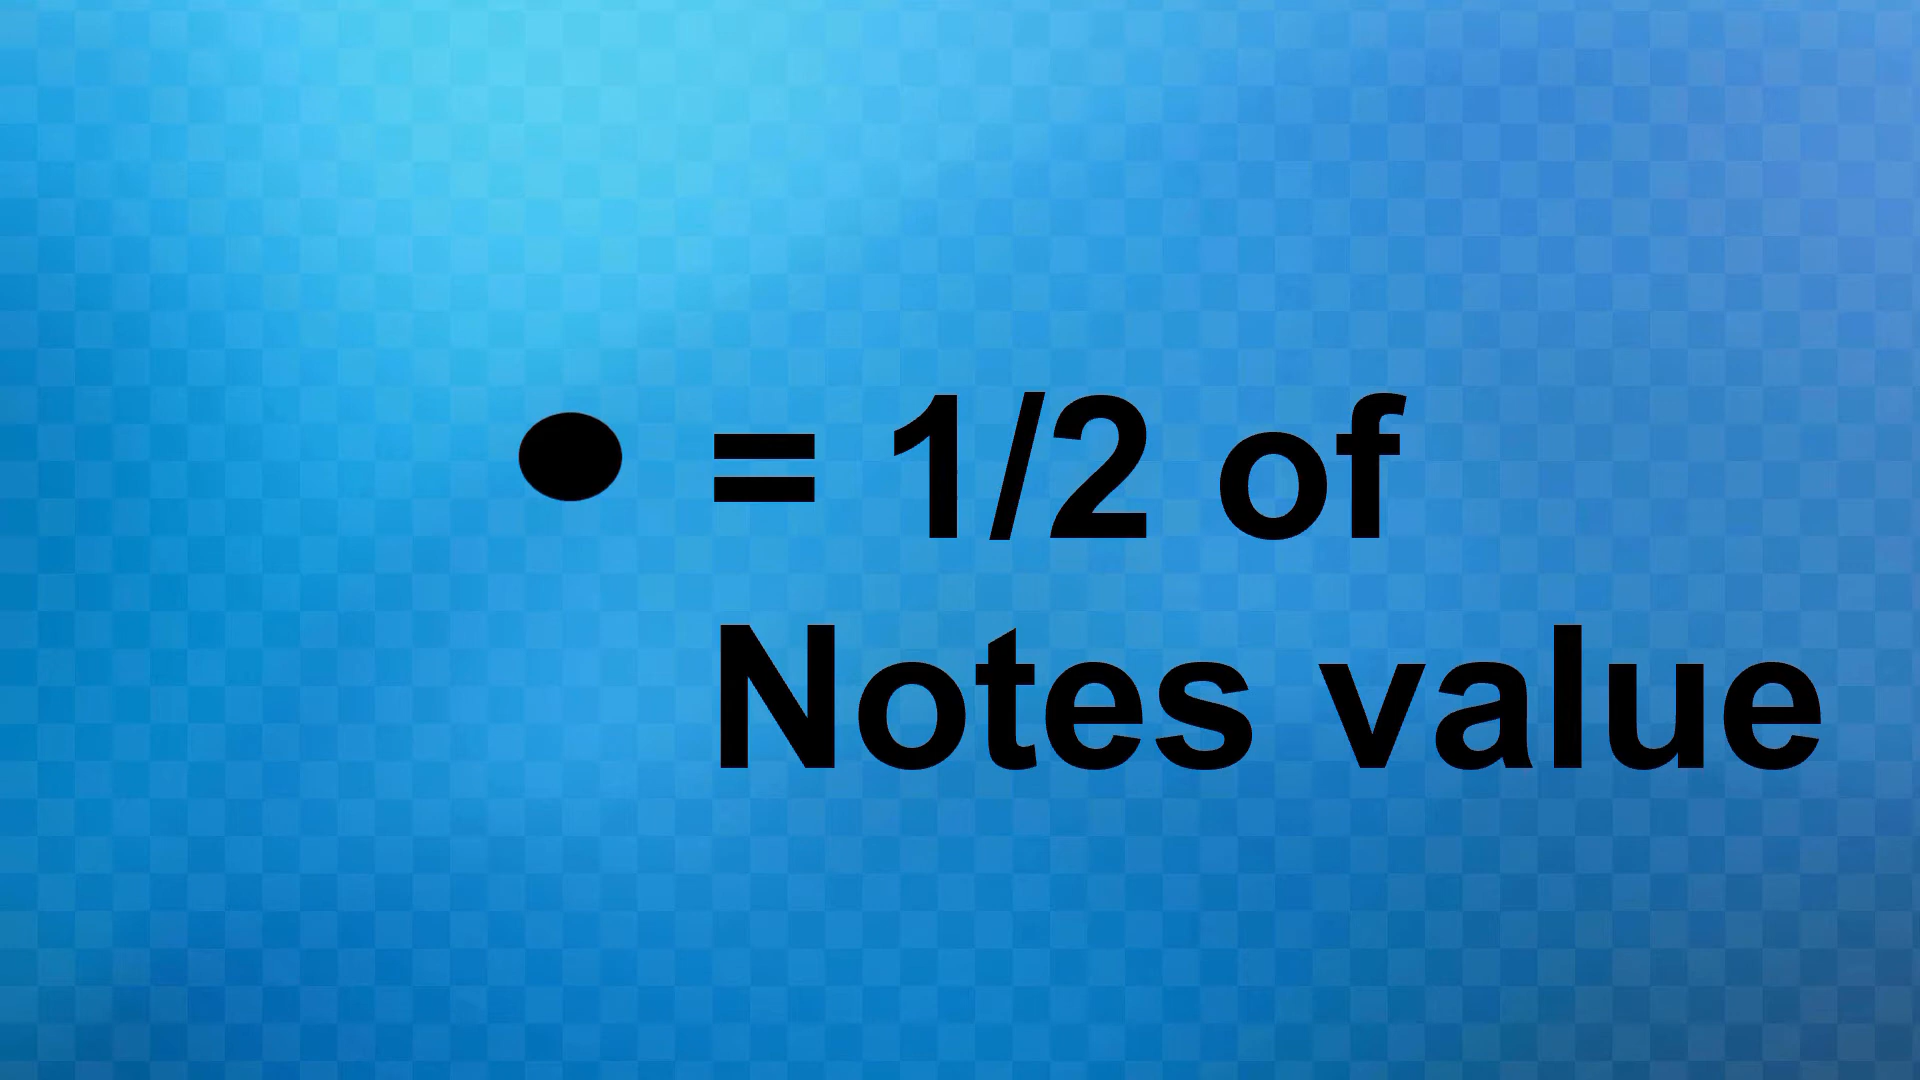 = 1/2 of
Notes value